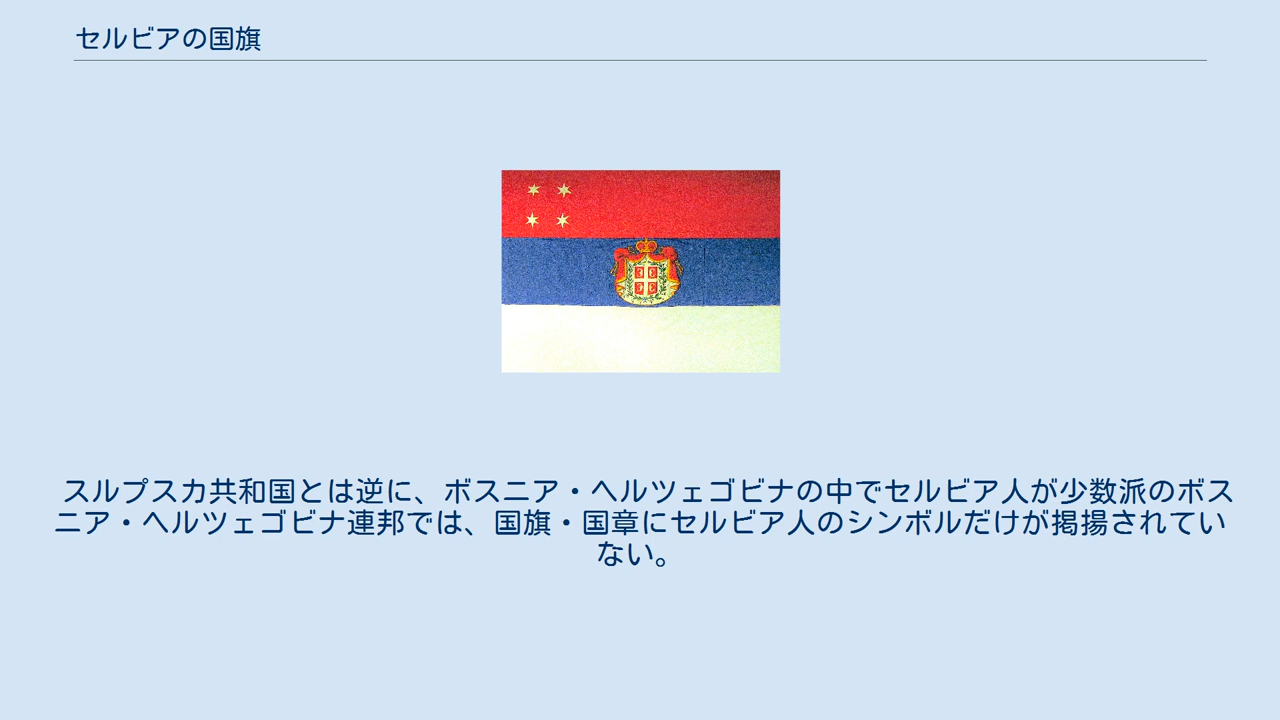 セルビアの国旗
スルプスカ共和国とは逆に、ボスニア・ヘルツェゴビナの中でセルビア人が少数派のボス
ニア・ヘルツェゴビナ連邦では、国旗・国章にセルビア人のシンボルだけが掲揚されてい
ない。